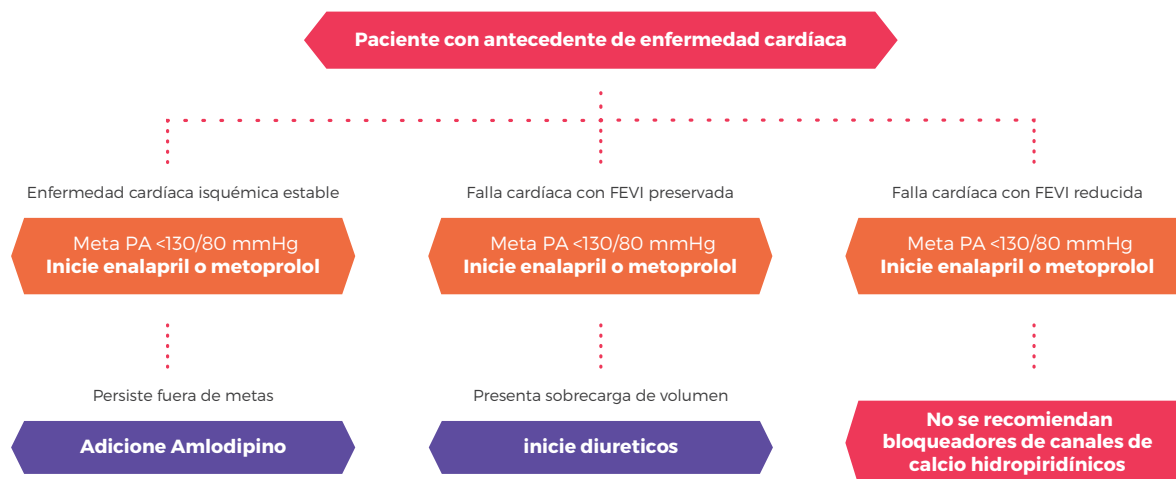 Paciente con antecedente de enfermedad cardíaca
Enfermedad cardíaca isquémica estable
Meta PA <130/80 mmHg
Inicie enalapril o metoprolol
Persiste fuera de metas
Adicione Amlodipino
Falla cardíaca con FEVI preservada
Meta PA <130/80 mmHg
Inicie enalapril o metoprolol
Presenta sobrecarga de volumen
inicie diureticos
Falla cardíaca con FEVI reducida
Meta PA <130/80 mmHg
Inicie enalapril o metoprolol
No se recomiendan
bloqueadores de canales de
calcio hidropiridínicos